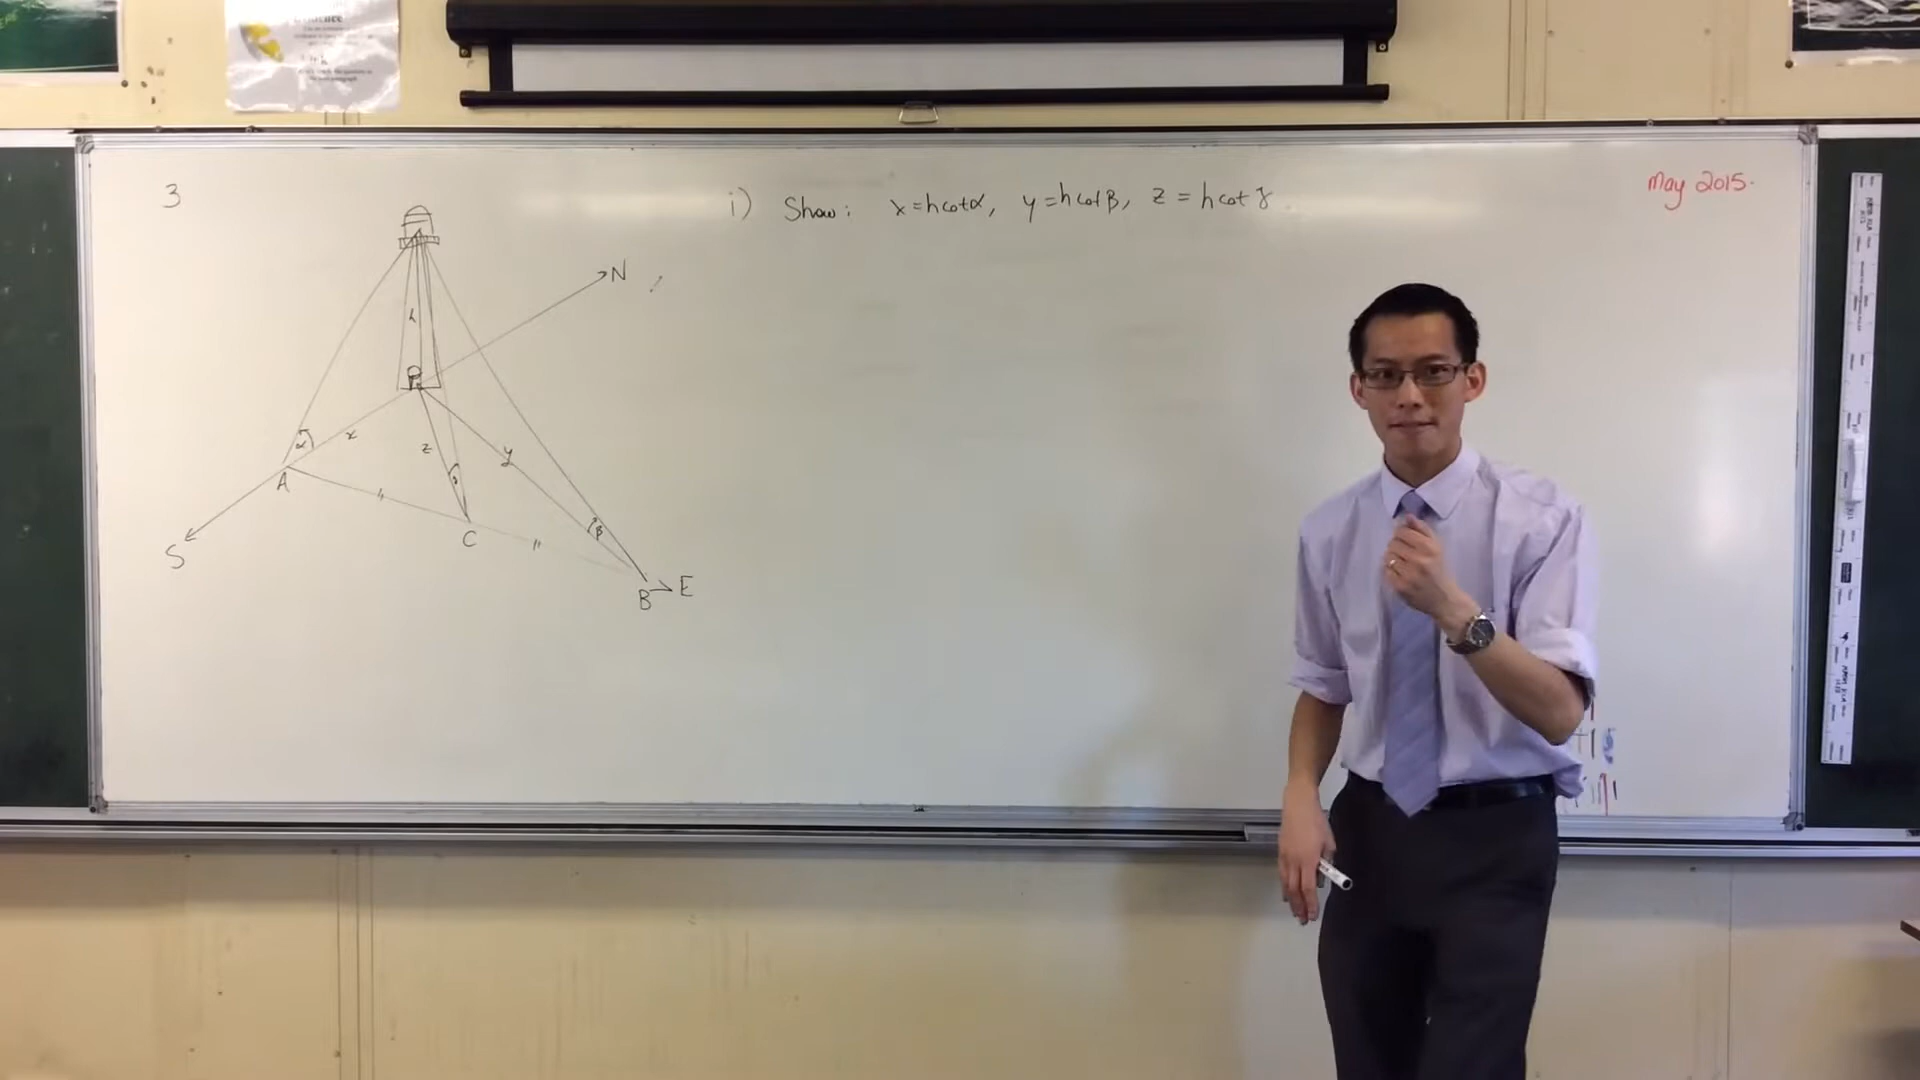 3
i) Show: x = h cot α, y = h cot β, z = h cot γ
May 2015.
N
h
α
x
z
y
γ
A
β
C
S
B
E